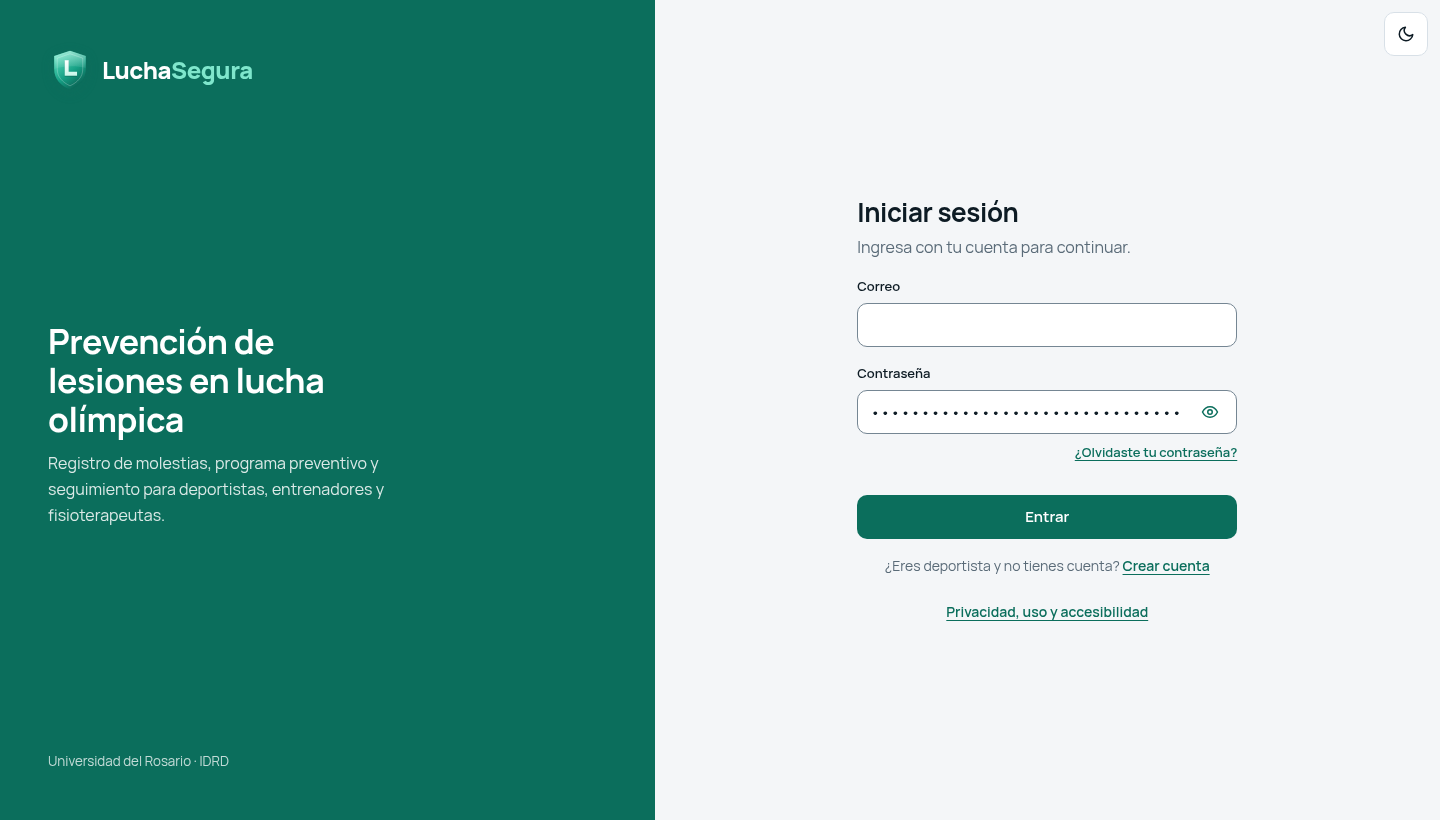 LuchaSegura
Prevención de
lesiones en lucha
olímpica
Registro de molestias, programa preventivo y
seguimiento para deportistas, entrenadores y
fisioterapeutas.
Universidad del Rosario · IDRD
Iniciar sesión
Ingresa con tu cuenta para continuar.
Correo
Contraseña
•••••••••••••••••••••••••••••••
¿Olvidaste tu contraseña?
Entrar
¿Eres deportista y no tienes cuenta? Crear cuenta
Privacidad, uso y accesibilidad